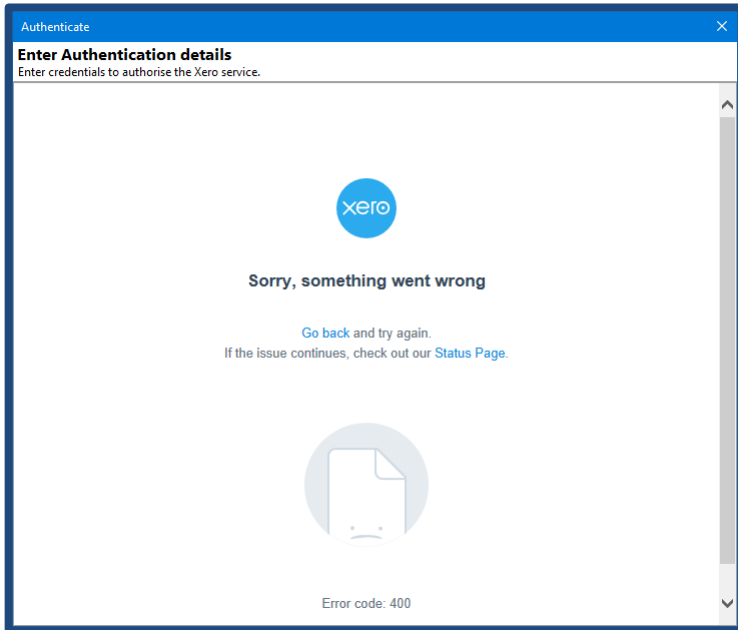 Authenticate
Enter Authentication details
Enter credentials to authorise the Xero service.
xero
Sorry, something went wrong
Go back and try again.
If the issue continues, check out our Status Page.
Error code: 400